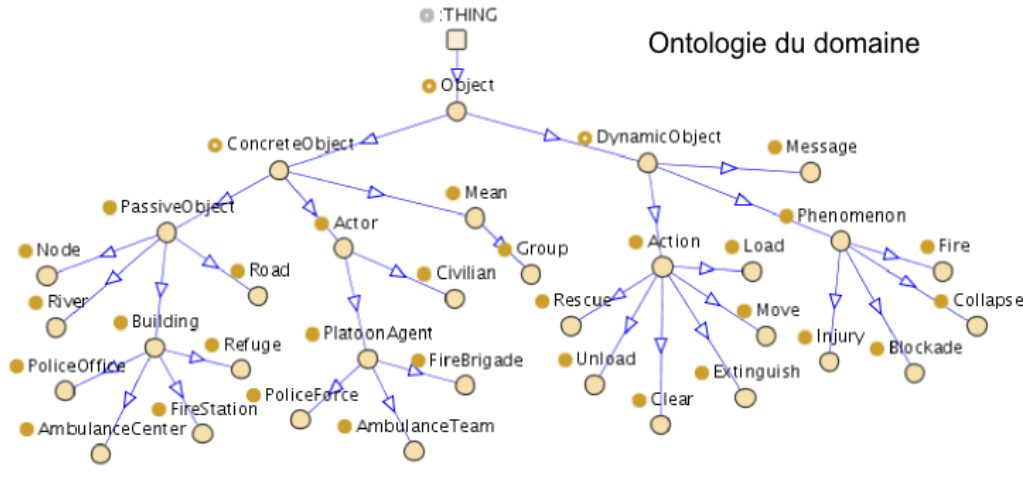 :THING
Ontologie du domaine
Object
ConcreteObject
DynamicObject
Message
PassiveObject
Actor
Mean
Phenomenon
Node
Road
Civilian
Group
Action
Load
Fire
River
Building
PlatoonAgent
Rescue
Move
Collapse
PoliceOffice
Refuge
FireBrigade
Unload
Extinguish
Injury
Blockade
AmbulanceCenter
FireStation
PoliceForce
AmbulanceTeam
Clear